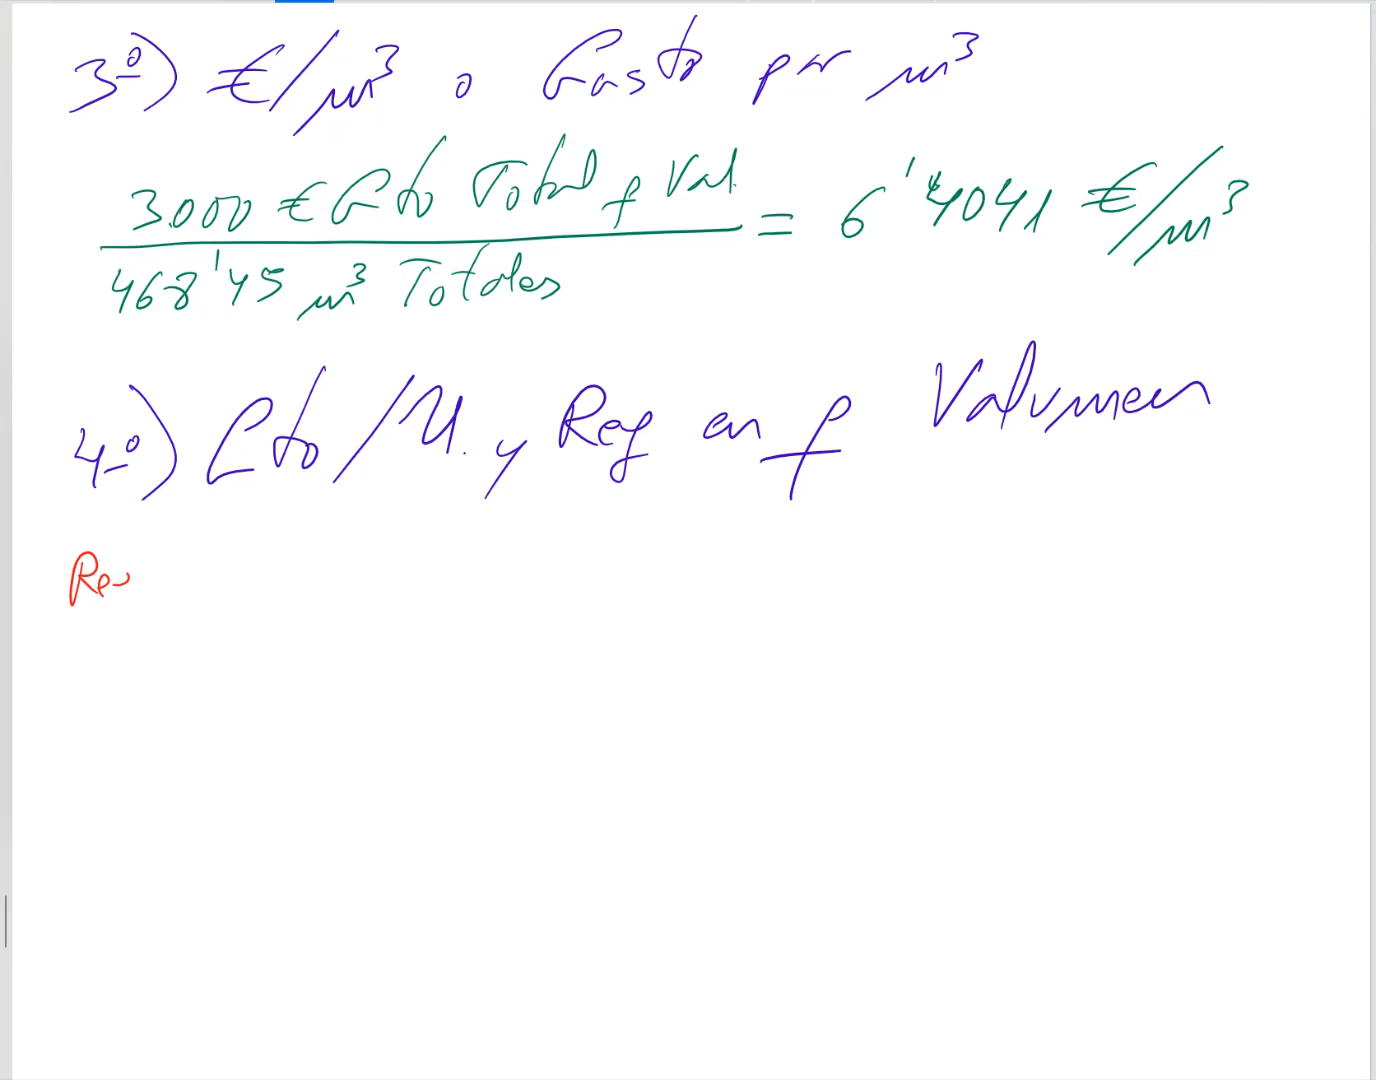 3º) €/m³ o Gasto por m³
3.000 € Gto Total f Vol. = 6'4041 €/m³
468'45 m³ Totales
4º) Cto/M. y Ref en f Volumen
Re